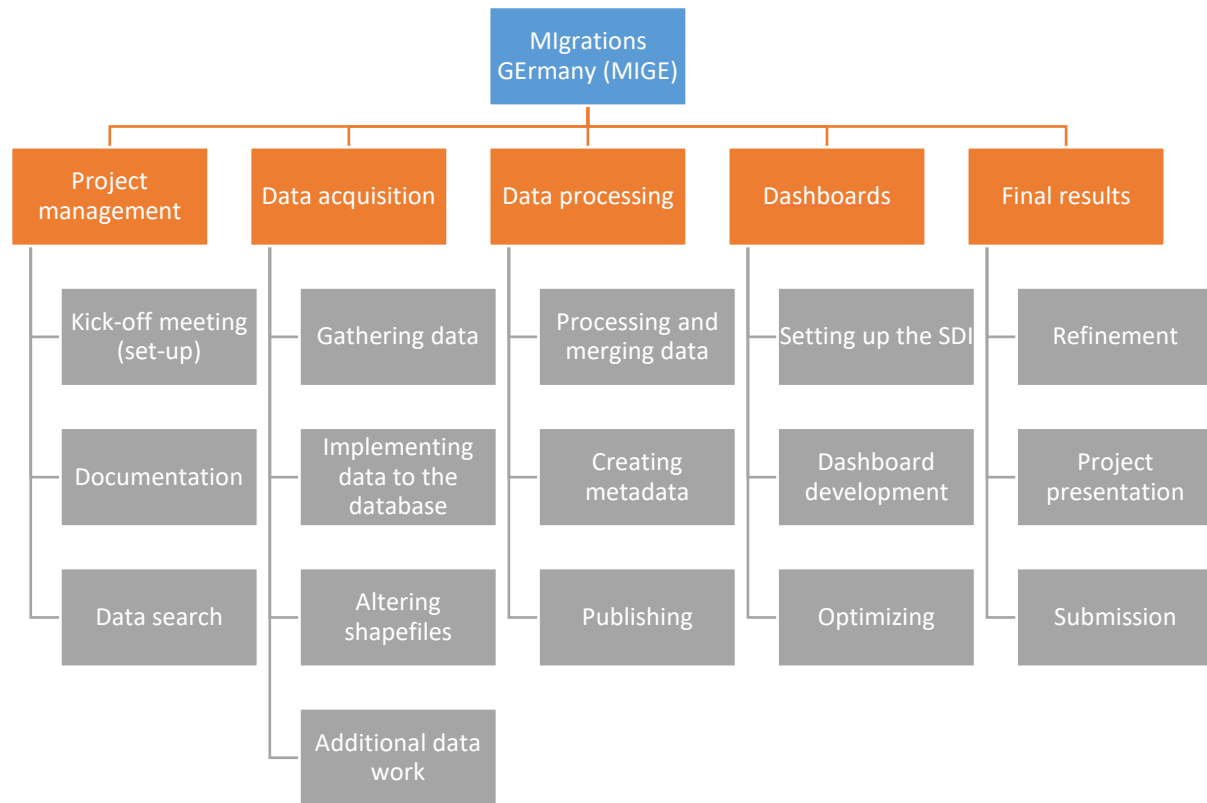 MIgrations
GErmany (MIGE)
Project
management
Data acquisition
Data processing
Dashboards
Final results
Kick-off meeting
(set-up)
Gathering data
Processing and
merging data
Setting up the SDI
Refinement
Documentation
Implementing
data to the
database
Creating
metadata
Dashboard
development
Project
presentation
Data search
Altering
shapefiles
Publishing
Optimizing
Submission
Additional data
work